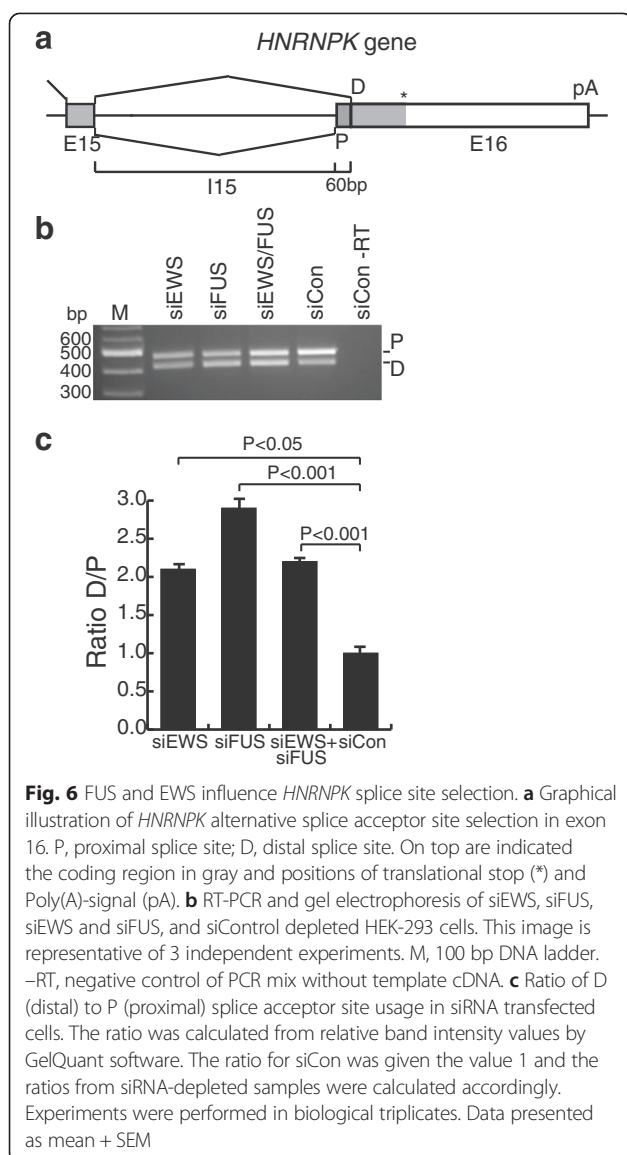 a
HNRNPK gene
D
*
pA
E15
P
E16
I15
60bp
b
siEWS
siFUS
siEWS/FUS
siCon
siCon -RT
bp
M
600
500
400
300
P
D
c
P<0.05
P<0.001
P<0.001
Ratio D/P
3.0
2.5
2.0
1.5
1.0
0.5
0.0
siEWS
siFUS
siEWS+
siFUS
siCon
Fig. 6 FUS and EWS influence HNRNPK splice site selection. a Graphical
illustration of HNRNPK alternative splice acceptor site selection in exon
16. P, proximal splice site; D, distal splice site. On top are indicated
the coding region in gray and positions of translational stop (*) and
Poly(A)-signal (pA). b RT-PCR and gel electrophoresis of siEWS, siFUS,
siEWS and siFUS, and siControl depleted HEK-293 cells. This image is
representative of 3 independent experiments. M, 100 bp DNA ladder.
–RT, negative control of PCR mix without template cDNA. c Ratio of D
(distal) to P (proximal) splice acceptor site usage in siRNA transfected
cells. The ratio was calculated from relative band intensity values by
GelQuant software. The ratio for siCon was given the value 1 and the
ratios from siRNA-depleted samples were calculated accordingly.
Experiments were performed in biological triplicates. Data presented
as mean + SEM